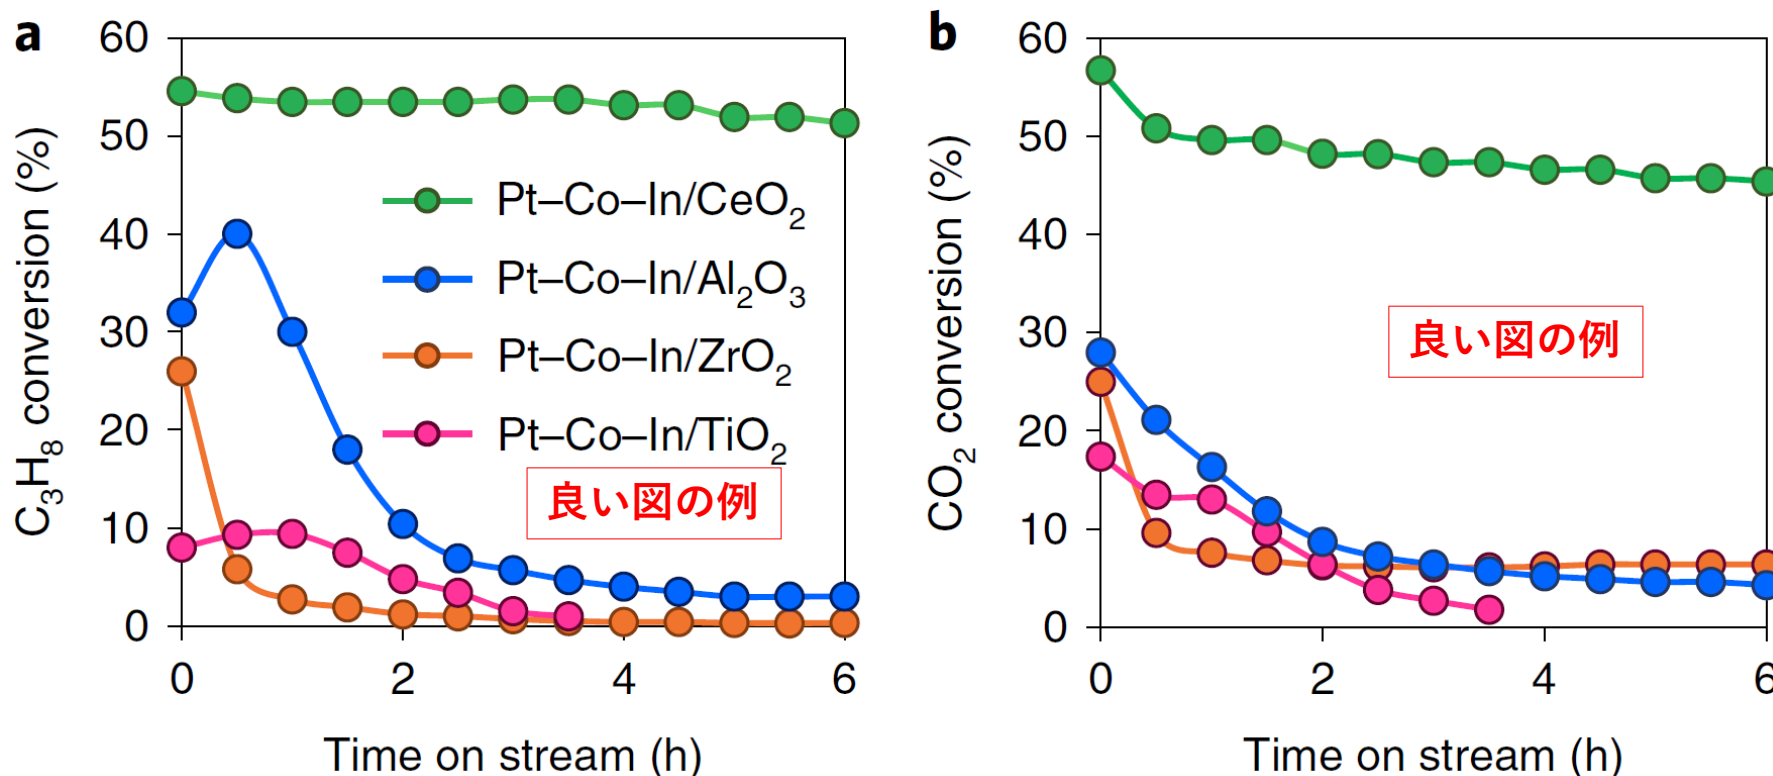 a
60
50
40
30
20
10
0
C₃H₈ conversion (%)
Pt–Co–In/CeO₂
Pt–Co–In/Al₂O₃
Pt–Co–In/ZrO₂
Pt–Co–In/TiO₂
良い図の例
0 2 4 6
Time on stream (h)
b
60
50
40
30
20
10
0
CO₂ conversion (%)
良い図の例
0 2 4 6
Time on stream (h)